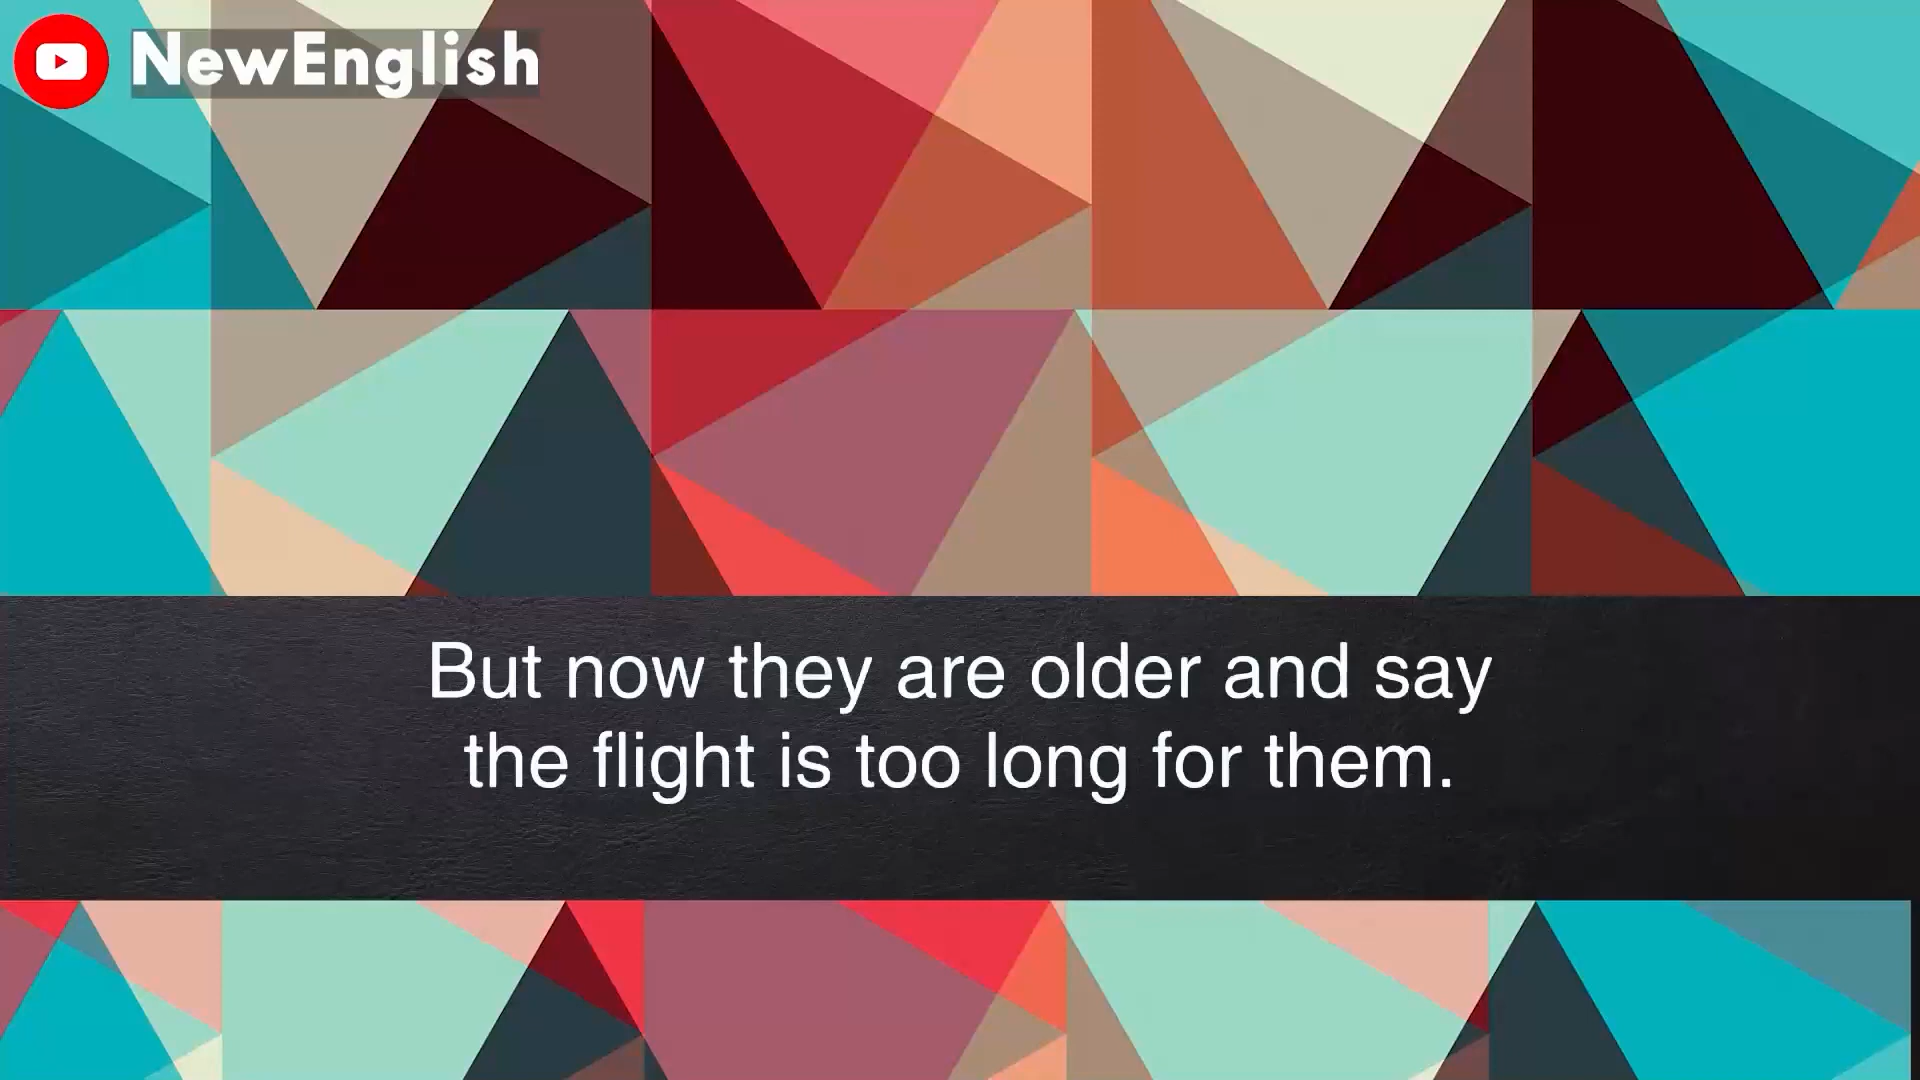 NewEnglish
But now they are older and say
the flight is too long for them.